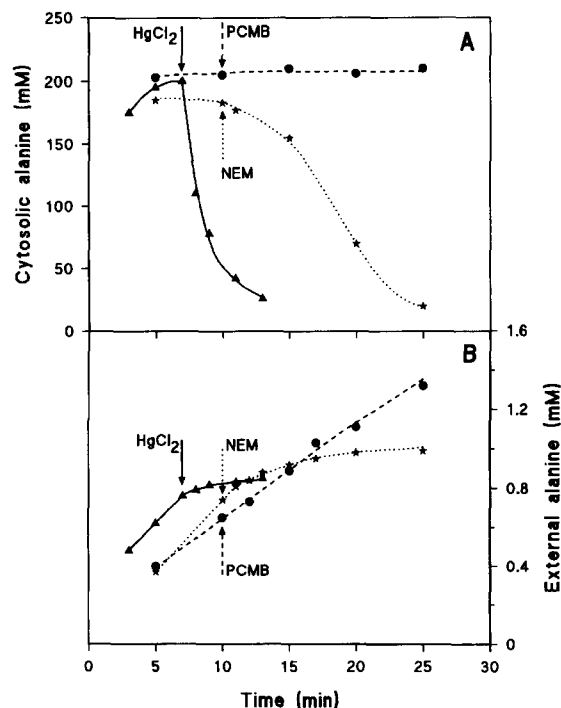 HgCl2
PCMB
A
250
200
150
100
50
0
Cytosolic alanine (mM)
NEM
1.6
B
HgCl2
NEM
1.2
0.8
0.4
0
External alanine (mM)
PCMB
0 5 10 15 20 25 30
Time (min)